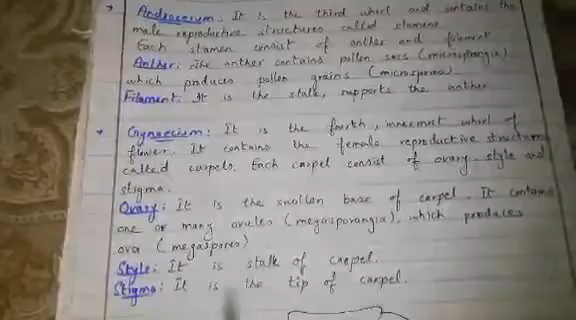 Androecium: It is the third whorl and contains the
male reproductive structures called stamens
Each stamen consist of anther and filament
Anther: The anther contains pollen sacs (microsporangia)
which produces pollen grains (microspores)
Filament: It is the stalk, supports the anther
Gynoecium: It is the fourth, innermost whorl of
flower. It contains the female reproductive structures
called carpels. Each carpel consist of ovary, style and
stigma.
Ovary: It is the swollen base of carpel. It contains
one or many ovules (megasporangia), which produces
ova (megaspores)
Style: It is stalk of carpel.
Stigma: It is the tip of carpel.